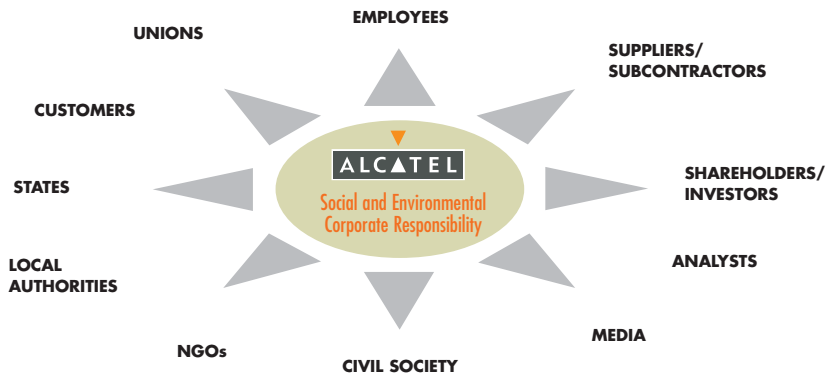 EMPLOYEES
UNIONS
SUPPLIERS/
SUBCONTRACTORS
CUSTOMERS
ALCATEL
STATES
SHAREHOLDERS/
INVESTORS
Social and Environmental
Corporate Responsibility
LOCAL
AUTHORITIES
ANALYSTS
MEDIA
NGOs
CIVIL SOCIETY